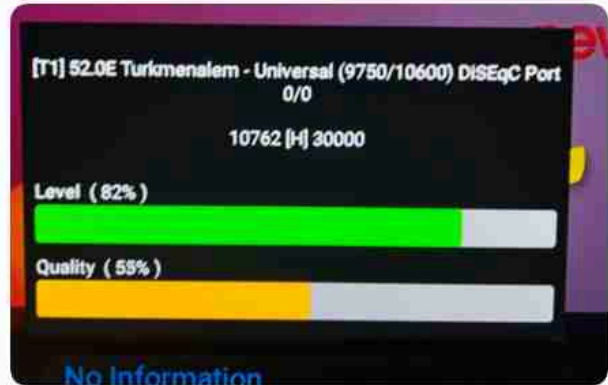 [T1] 52.0E Turkmenalem - Universal (9750/10600) DiSEqC Port
0/0
10762 [H] 30000
Level ( 82% )
Quality ( 55% )
No Information